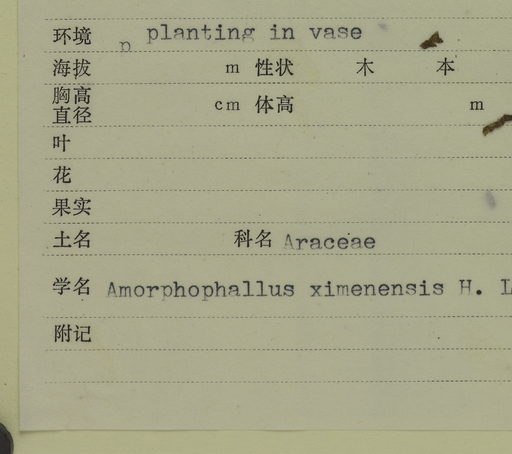 环境 p planting in vase
海拔 m 性状 木 本
胸高直径 cm 体高 m
叶
花
果实
土名 科名 Araceae
学名 Amorphophallus ximenensis H. L
附记